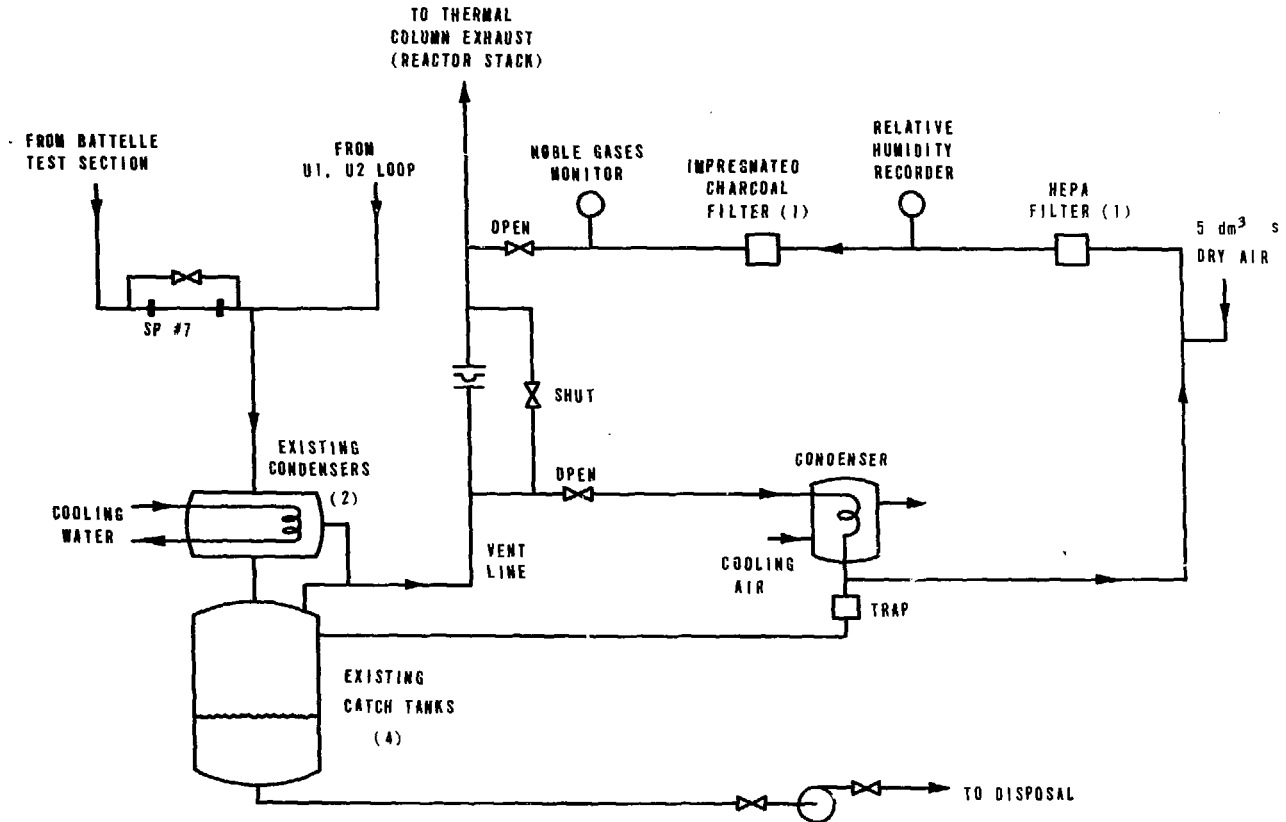 TO THERMAL
COLUMN EXHAUST
(REACTOR STACK)
FROM BATTELLE
TEST SECTION
FROM
U1, U2 LOOP
NOBLE GASES
MONITOR
IMPREGNATED
CHARCOAL
FILTER (1)
RELATIVE
HUMIDITY
RECORDER
HEPA
FILTER (1)
5 dm³ s
DRY AIR
OPEN
SP #7
SHUT
EXISTING
CONDENSERS
(2)
OPEN
CONDENSER
COOLING
WATER
VENT
LINE
COOLING
AIR
TRAP
EXISTING
CATCH TANKS
(4)
TO DISPOSAL